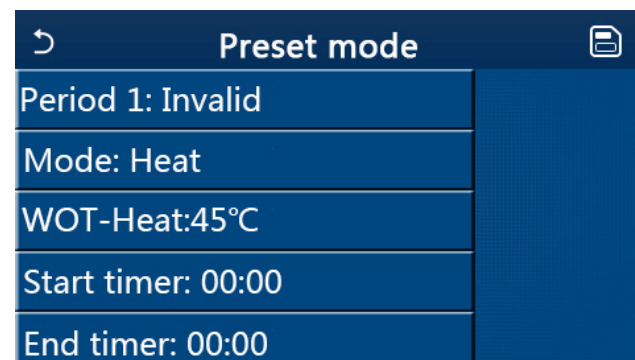 Preset mode
Period 1: Invalid
Mode: Heat
WOT-Heat:45℃
Start timer: 00:00
End timer: 00:00